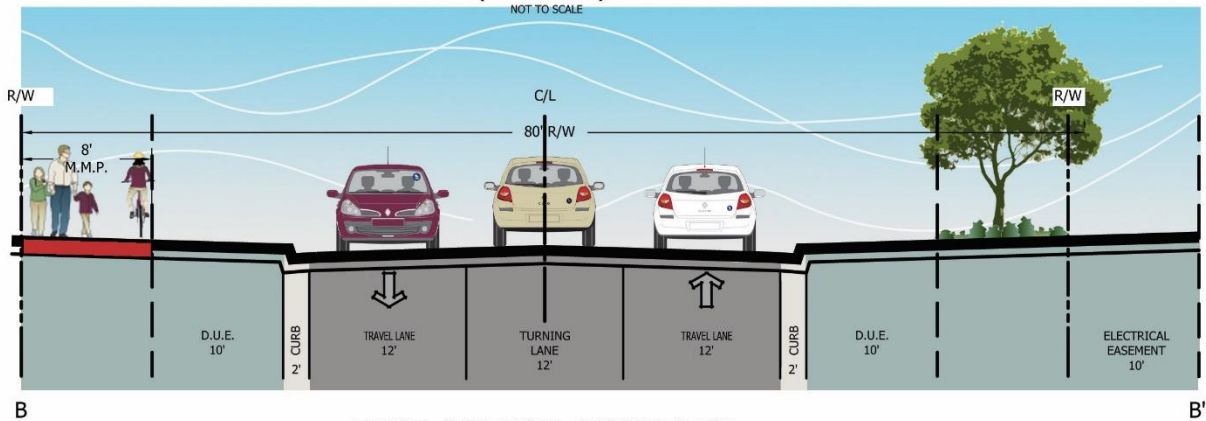 NOT TO SCALE
R/W
C/L
R/W
80' R/W
8'
M.M.P.
D.U.E.
10'
CURB
2'
TRAVEL LANE
12'
TURNING
LANE
12'
TRAVEL LANE
12'
CURB
2'
D.U.E.
10'
ELECTRICAL
EASEMENT
10'
B
B'